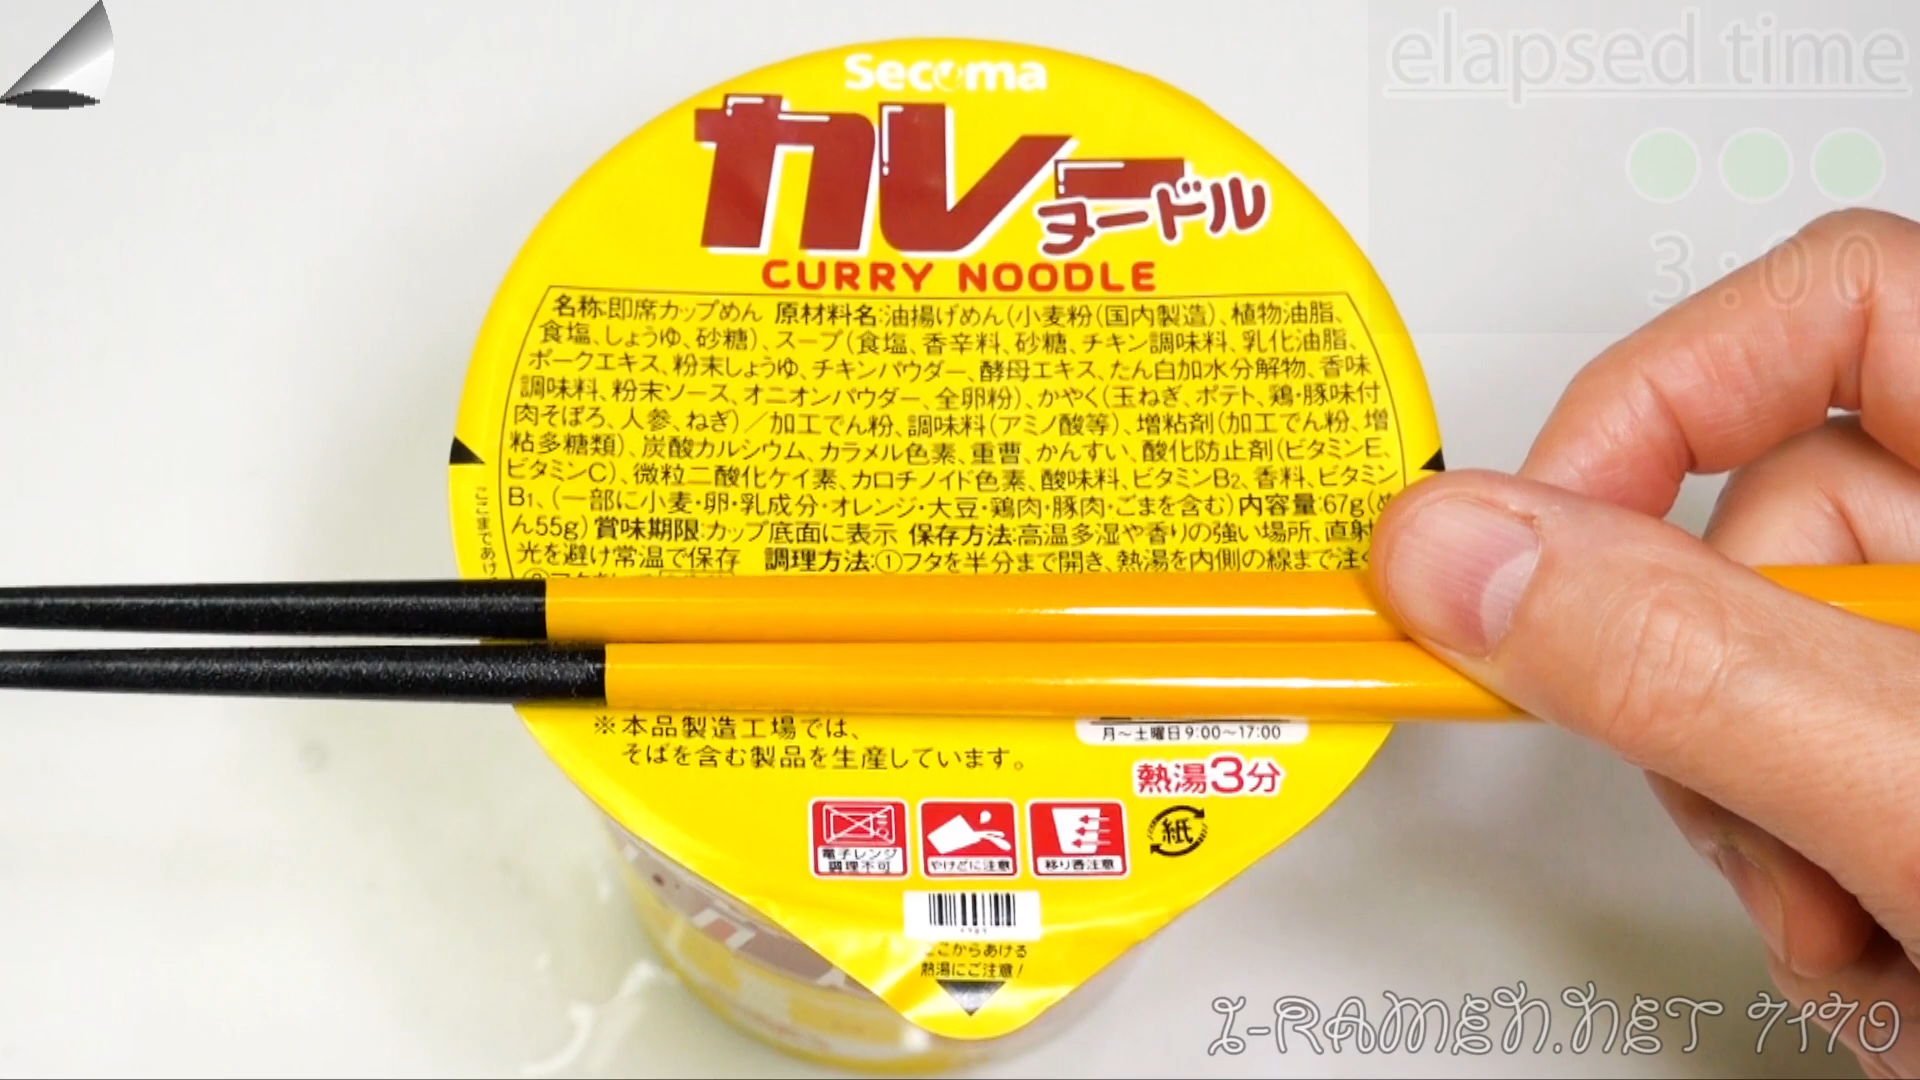 elapsed time
3:00
Secoma
カレー
ヌードル
CURRY NOODLE
名称:即席カップめん 原材料名:油揚げめん(小麦粉(国内製造)、植物油脂、
食塩、しょうゆ、砂糖)、スープ(食塩、香辛料、砂糖、チキン調味料、乳化油脂、
ポークエキス、粉末しょうゆ、チキンパウダー、酵母エキス、たん白加水分解物、香味
調味料、粉末ソース、オニオンパウダー、全卵粉)、かやく(玉ねぎ、ポテト、鶏・豚味付
肉そぼろ、人参、ねぎ)／加工でん粉、調味料(アミノ酸等)、増粘剤(加工でん粉、増
粘多糖類)、炭酸カルシウム、カラメル色素、重曹、かんすい、酸化防止剤(ビタミンE、
ビタミンC)、微粒二酸化ケイ素、カロチノイド色素、酸味料、ビタミンB2、香料、ビタミン
B1、(一部に小麦・卵・乳成分・オレンジ・大豆・鶏肉・豚肉・ごまを含む)内容量:67g(め
ん55g)賞味期限:カップ底面に表示 保存方法:高温多湿や香りの強い場所、直射
光を避け常温で保存 調理方法:①フタを半分まで開き、熱湯を内側の線まで注
ここまであけ
※本品製造工場では、
そばを含む製品を生産しています。
月～土曜日9:00～17:00
熱湯3分
電子レンジ
調理不可
やけどに注意
移り香注意
紙
ここからあける
熱湯にご注意!
I-RAMEN.NET 7170